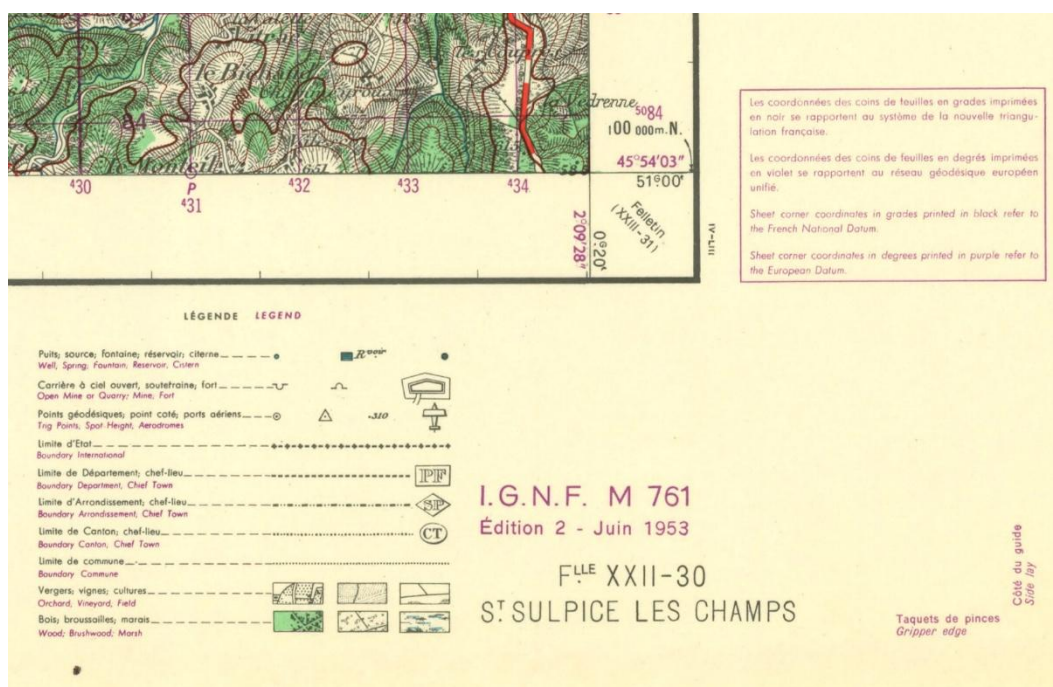 le Bichaud
Vedrenne
5084
100 000m. N.
45°54'03"
51ᴳ00'
84
430
P
431
432
433
434
2°09'28"
0ᴳ20'
Felletin
(XXIII-31)
IV-LIII
Les coordonnées des coins de feuilles en grades imprimées
en noir se rapportent au système de la nouvelle triangu-
lation française.
Les coordonnées des coins de feuilles en degrés imprimées
en violet se rapportent au réseau géodésique européen
unifié.
Sheet corner coordinates in grades printed in black refer to
the French National Datum.
Sheet corner coordinates in degrees printed in purple refer to
the European Datum.
LÉGENDE LEGEND
Puits; source; fontaine; réservoir; citerne
Well, Spring, Fountain, Reservoir, Cistern
Rvoir
Carrière à ciel ouvert, souterraine; fort
Open Mine or Quarry; Mine, Fort
Points géodésiques; point coté; ports aériens
.310
Trig Points, Spot Height, Aerodromes
Limite d'Etat
Boundary International
Limite de Département; chef-lieu
PF
Boundary Department, Chief Town
Limite d'Arrondissement; chef-lieu
SP
Boundary Arrondissement, Chief Town
Limite de Canton; chef-lieu
CT
Boundary Canton, Chief Town
Limite de commune
Boundary Commune
Vergers; vignes; cultures
Orchard, Vineyard, Field
Bois; broussailles; marais
Wood; Brushwood; Marsh
I.G.N.F. M 761
Édition 2 - Juin 1953
FLLE XXII-30
ST SULPICE LES CHAMPS
Côté du guide
Side lay
Taquets de pinces
Gripper edge